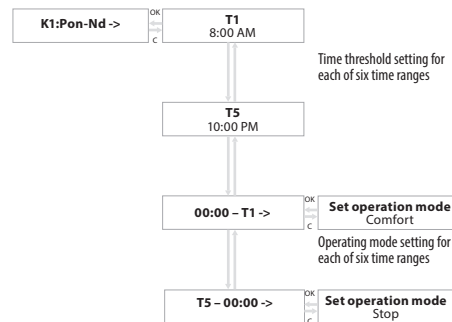 K1:Pon-Nd ->
OK
C
T1
8:00 AM
Time threshold setting for
each of six time ranges
T5
10:00 PM
00:00 – T1 ->
OK
C
Set operation mode
Comfort
Operating mode setting for
each of six time ranges
T5 – 00:00 ->
OK
C
Set operation mode
Stop